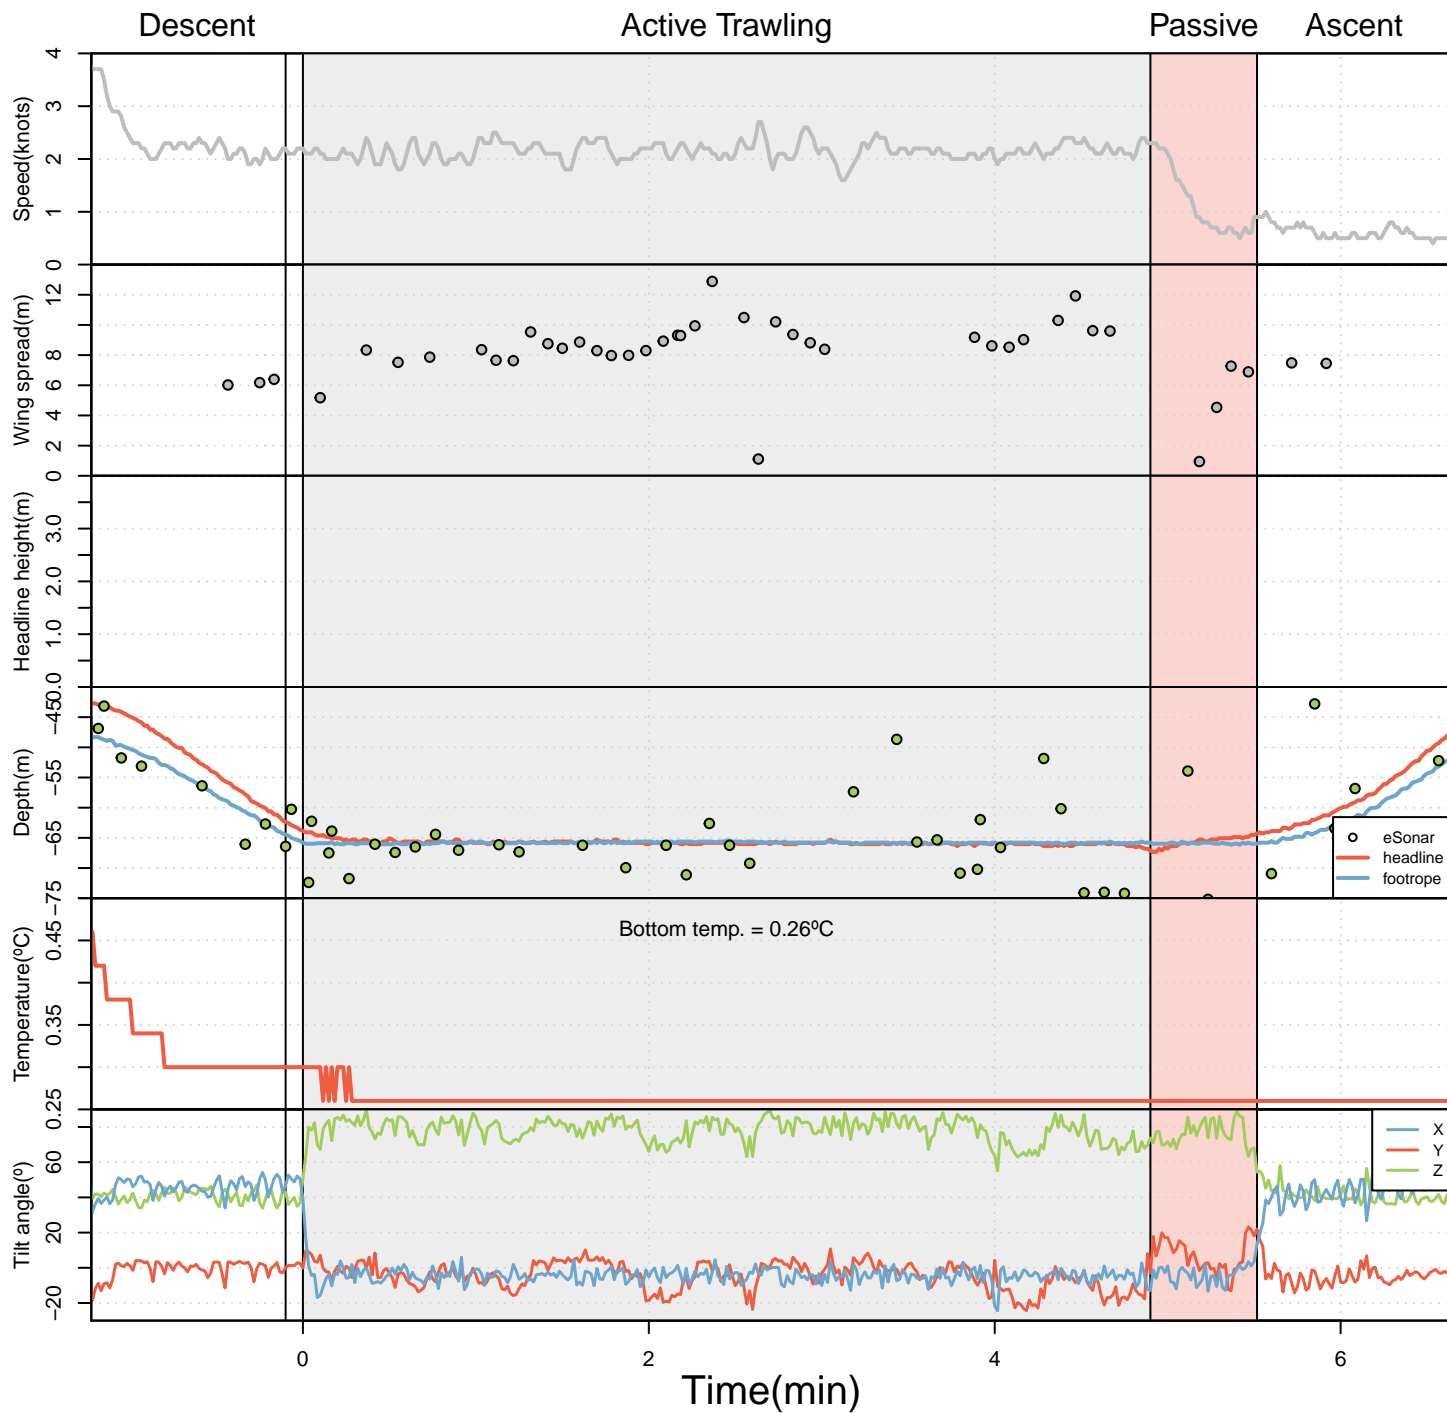 Descent Active Trawling Passive Ascent
Speed(knots)
4
3
2
1
0
Wing spread(m)
12
8
6
4
2
0
Headline height(m)
3.0
2.0
1.0
0.0
Depth(m)
−45
−55
−65
−75
eSonar
headline
footrope
Temperature(ºC)
0.45
0.35
0.25
Bottom temp. = 0.26ºC
Tilt angle(º)
60
20
−20
X
Y
Z
0 2 4 6
Time(min)